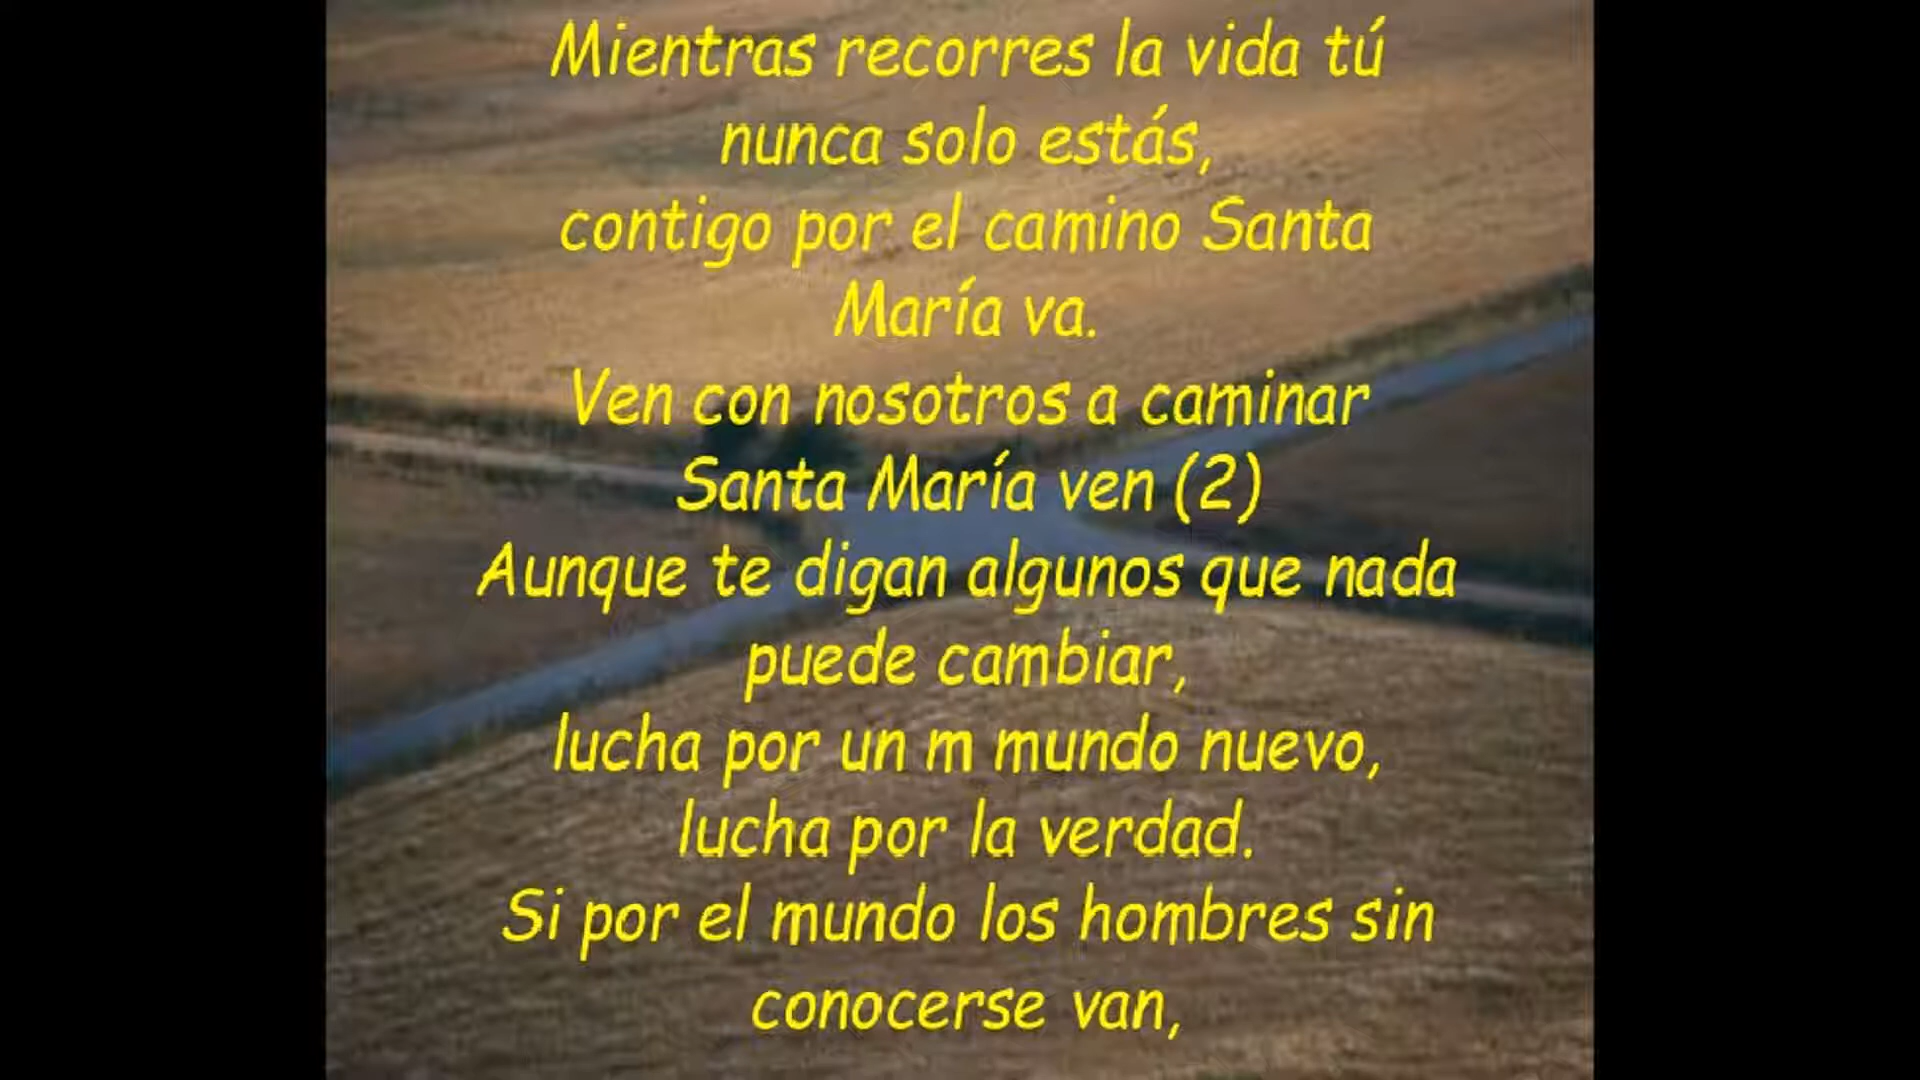 Mientras recorres la vida tú
nunca solo estás,
contigo por el camino Santa
María va.
Ven con nosotros a caminar
Santa María ven (2)
Aunque te digan algunos que nada
puede cambiar,
lucha por un m mundo nuevo,
lucha por la verdad.
Si por el mundo los hombres sin
conocerse van,